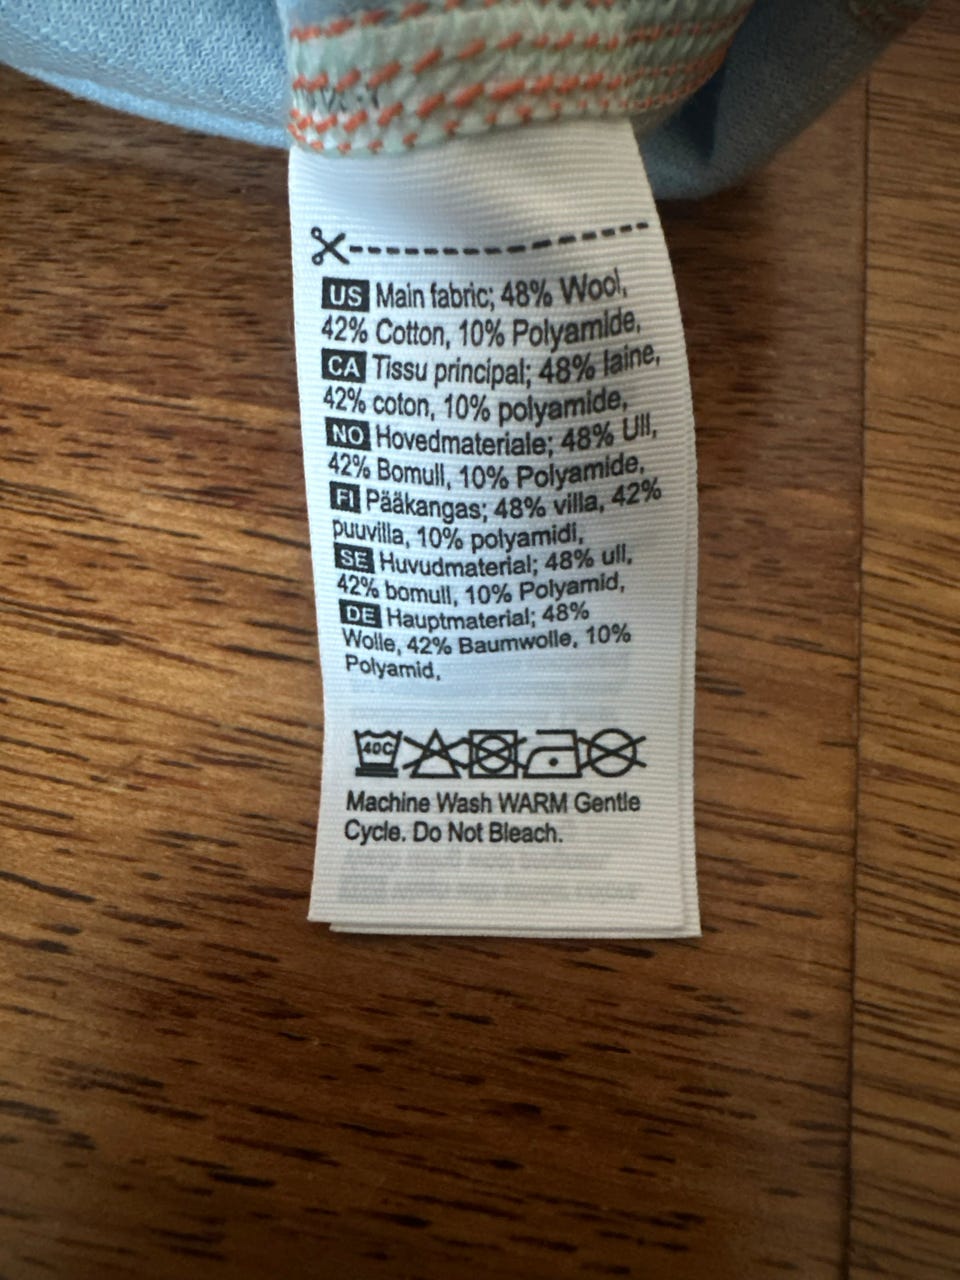 US Main fabric; 48% Wool,
42% Cotton, 10% Polyamide,
CA Tissu principal; 48% laine,
42% coton, 10% polyamide,
NO Hovedmateriale; 48% Ull,
42% Bomull, 10% Polyamide,
FI Pääkangas; 48% villa, 42%
puuvilla, 10% polyamidi,
SE Huvudmaterial; 48% ull,
42% bomull, 10% Polyamid,
DE Hauptmaterial; 48%
Wolle, 42% Baumwolle, 10%
Polyamid,
40C
Machine Wash WARM Gentle
Cycle. Do Not Bleach.